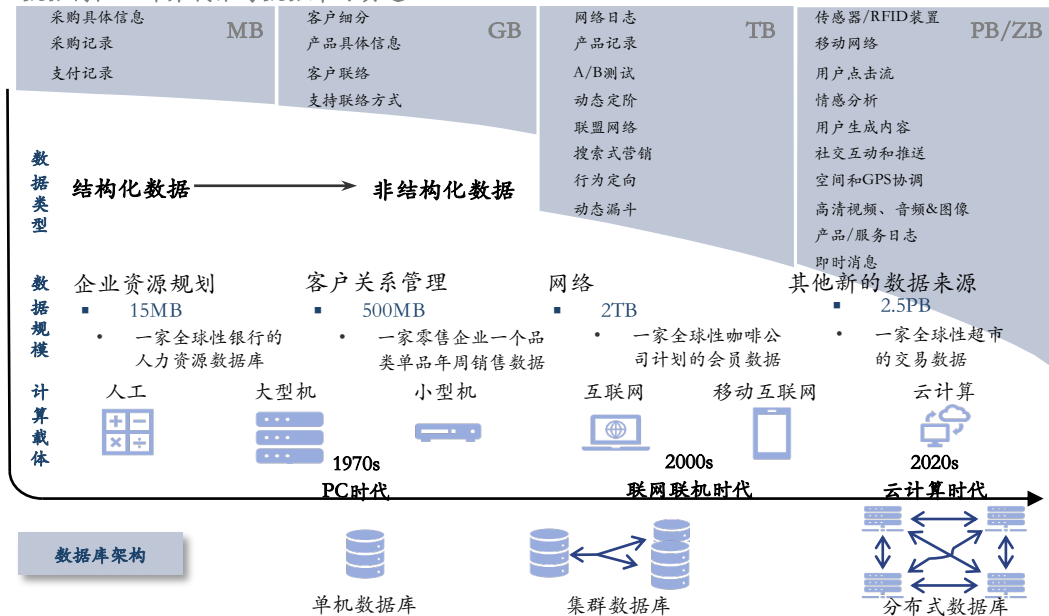 采购具体信息
采购记录
支付记录
MB
客户细分
产品具体信息
客户联络
支持联络方式
GB
网络日志
产品记录
A/B测试
动态定阶
联盟网络
搜索式营销
行为定向
动态漏斗
TB
传感器/RFID装置
移动网络
用户点击流
情感分析
用户生成内容
社交互动和推送
空间和GPS协调
高清视频、音频&图像
产品/服务日志
即时消息
PB/ZB
数据类型
结构化数据
非结构化数据
数据规模
企业资源规划
15MB
一家全球性银行的
人力资源数据库
客户关系管理
500MB
一家零售企业一个品
类单品年周销售数据
网络
2TB
一家全球性咖啡公
司计划的会员数据
其他新的数据来源
2.5PB
一家全球性超市
的交易数据
计算载体
人工
大型机
小型机
互联网
移动互联网
云计算
1970s
PC时代
2000s
联网联机时代
2020s
云计算时代
数据库架构
单机数据库
集群数据库
分布式数据库